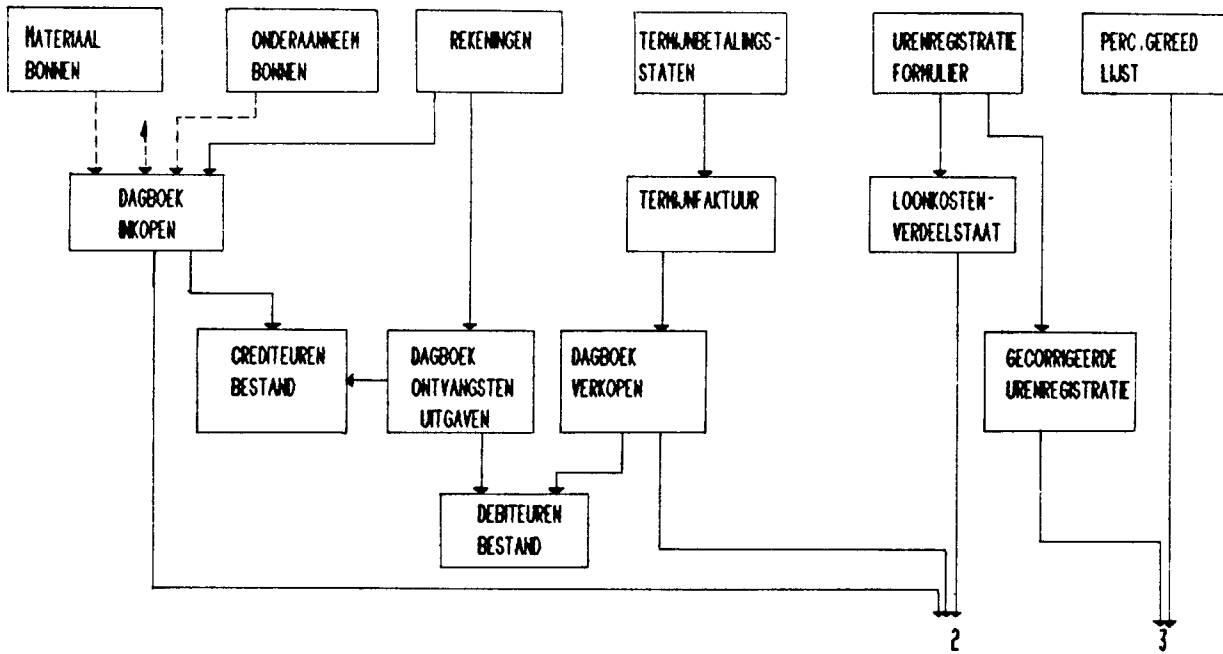 MATERIAAL
BONNEN
ONDERAANNEEM
BONNEN
REKENINGEN
TERMIJNBETALINGS-
STATEN
URENREGISTRATIE
FORMULIER
PERC.GEREED
LIJST
DAGBOEK
INKOPEN
TERMIJNFAKTUUR
LOONKOSTEN-
VERDEELSTAAT
CREDITEUREN
BESTAND
DAGBOEK
ONTVANGSTEN
UITGAVEN
DAGBOEK
VERKOPEN
GECORRIGEERDE
URENREGISTRATIE
DEBITEUREN
BESTAND
2
3